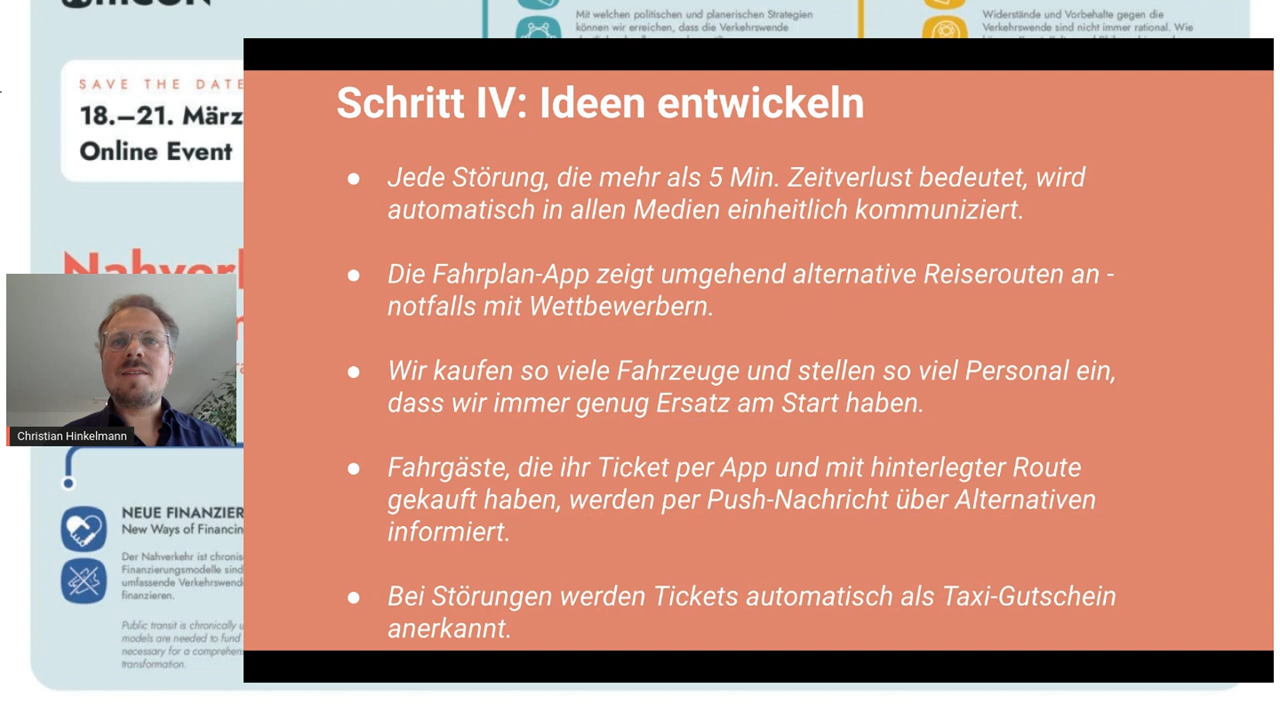 Mit welchen politischen und planerischen Strategien
können wir erreichen, dass die Verkehrswende
Widerstände und Vorbehalte gegen die
Verkehrswende sind nicht immer rational. Wie
SAVE THE DATE
18.–21. März
Online Event
Schritt IV: Ideen entwickeln
● Jede Störung, die mehr als 5 Min. Zeitverlust bedeutet, wird
automatisch in allen Medien einheitlich kommuniziert.
● Die Fahrplan-App zeigt umgehend alternative Reiserouten an -
notfalls mit Wettbewerbern.
● Wir kaufen so viele Fahrzeuge und stellen so viel Personal ein,
dass wir immer genug Ersatz am Start haben.
● Fahrgäste, die ihr Ticket per App und mit hinterlegter Route
gekauft haben, werden per Push-Nachricht über Alternativen
informiert.
● Bei Störungen werden Tickets automatisch als Taxi-Gutschein
anerkannt.
Christian Hinkelmann
NEUE FINANZIER
New Ways of Financin
Der Nahverkehr ist chronis
Finanzierungsmodelle sind
umfassende Verkehrswend
finanzieren.
Public transit is chronically u
models are needed to fund
necessary for a comprehen
transformation.